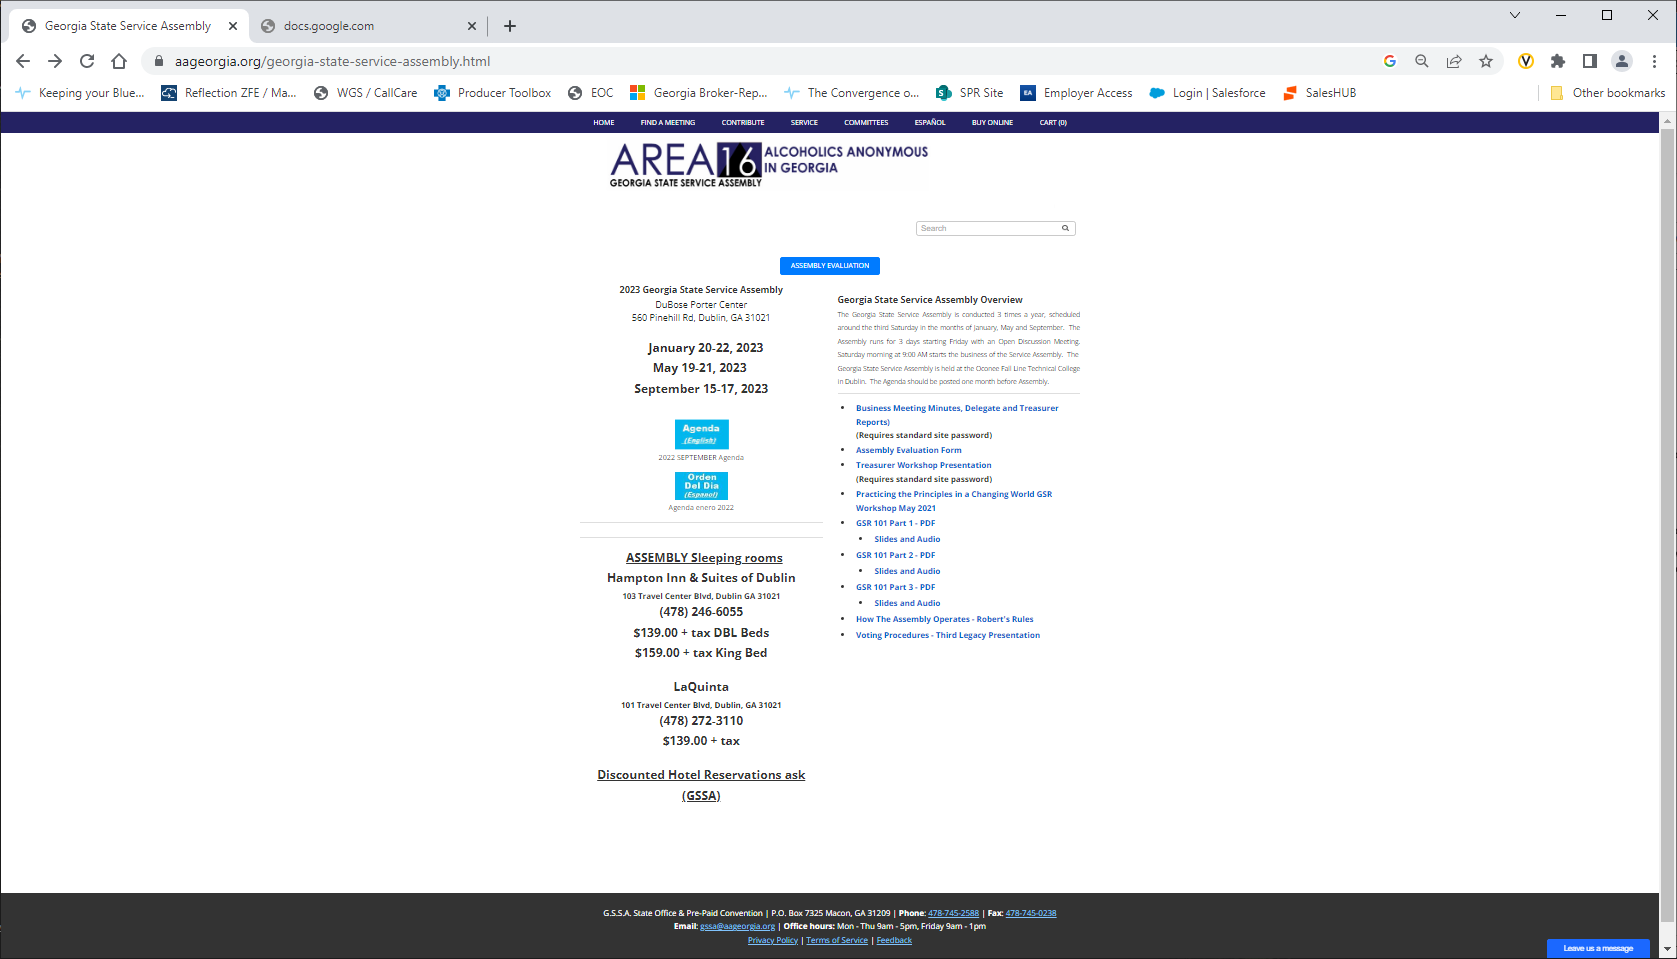 Georgia State Service Assembly
docs.google.com
aageorgia.org/georgia-state-service-assembly.html
Keeping your Blue...
Reflection ZFE / Ma...
WGS / CallCare
Producer Toolbox
EOC
Georgia Broker-Rep...
The Convergence o...
SPR Site
EA
Employer Access
Login | Salesforce
SalesHUB
Other bookmarks
HOME FIND A MEETING CONTRIBUTE SERVICE COMMITTEES ESPAÑOL BUY ONLINE CART (0)
AREA 16 ALCOHOLICS ANONYMOUS
IN GEORGIA
GEORGIA STATE SERVICE ASSEMBLY
Search
ASSEMBLY EVALUATION
2023 Georgia State Service Assembly
DuBose Porter Center
560 Pinehill Rd, Dublin, GA 31021
January 20-22, 2023
May 19-21, 2023
September 15-17, 2023
Agenda
(English)
2022 SEPTEMBER Agenda
Orden
Del Dia
(Espanol)
Agenda enero 2022
ASSEMBLY Sleeping rooms
Hampton Inn & Suites of Dublin
103 Travel Center Blvd, Dublin GA 31021
(478) 246-6055
$139.00 + tax DBL Beds
$159.00 + tax King Bed
LaQuinta
101 Travel Center Blvd, Dublin, GA 31021
(478) 272-3110
$139.00 + tax
Discounted Hotel Reservations ask
(GSSA)
Georgia State Service Assembly Overview
The Georgia State Service Assembly is conducted 3 times a year, scheduled
around the third Saturday in the months of January, May and September. The
Assembly runs for 3 days starting Friday with an Open Discussion Meeting.
Saturday morning at 9:00 AM starts the business of the Service Assembly. The
Georgia State Service Assembly is held at the Oconee Fall Line Technical College
in Dublin. The Agenda should be posted one month before Assembly.
• Business Meeting Minutes, Delegate and Treasurer
Reports)
(Requires standard site password)
• Assembly Evaluation Form
• Treasurer Workshop Presentation
(Requires standard site password)
• Practicing the Principles in a Changing World GSR
Workshop May 2021
• GSR 101 Part 1 - PDF
• Slides and Audio
• GSR 101 Part 2 - PDF
• Slides and Audio
• GSR 101 Part 3 - PDF
• Slides and Audio
• How The Assembly Operates - Robert's Rules
• Voting Procedures - Third Legacy Presentation
G.S.S.A. State Office & Pre-Paid Convention | P.O. Box 7325 Macon, GA 31209 | Phone: 478-745-2588 | Fax: 478-745-0238
Email: gssa@aageorgia.org | Office hours: Mon - Thu 9am - 5pm, Friday 9am - 1pm
Privacy Policy | Terms of Service | Feedback
Leave us a message